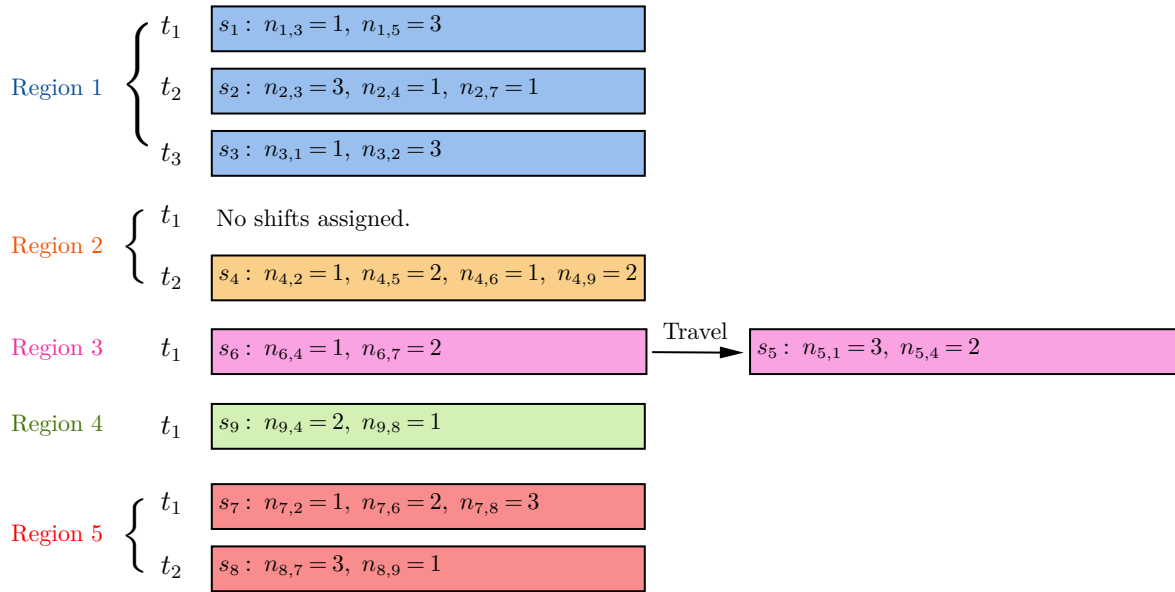 t₁ s₁ : n₁,₃ = 1, n₁,₅ = 3
Region 1 t₂ s₂ : n₂,₃ = 3, n₂,₄ = 1, n₂,₇ = 1
t₃ s₃ : n₃,₁ = 1, n₃,₂ = 3
t₁ No shifts assigned.
Region 2
t₂ s₄ : n₄,₂ = 1, n₄,₅ = 2, n₄,₆ = 1, n₄,₉ = 2
Region 3 t₁ s₆ : n₆,₄ = 1, n₆,₇ = 2 Travel s₅ : n₅,₁ = 3, n₅,₄ = 2
Region 4 t₁ s₉ : n₉,₄ = 2, n₉,₈ = 1
t₁ s₇ : n₇,₂ = 1, n₇,₆ = 2, n₇,₈ = 3
Region 5
t₂ s₈ : n₈,₇ = 3, n₈,₉ = 1